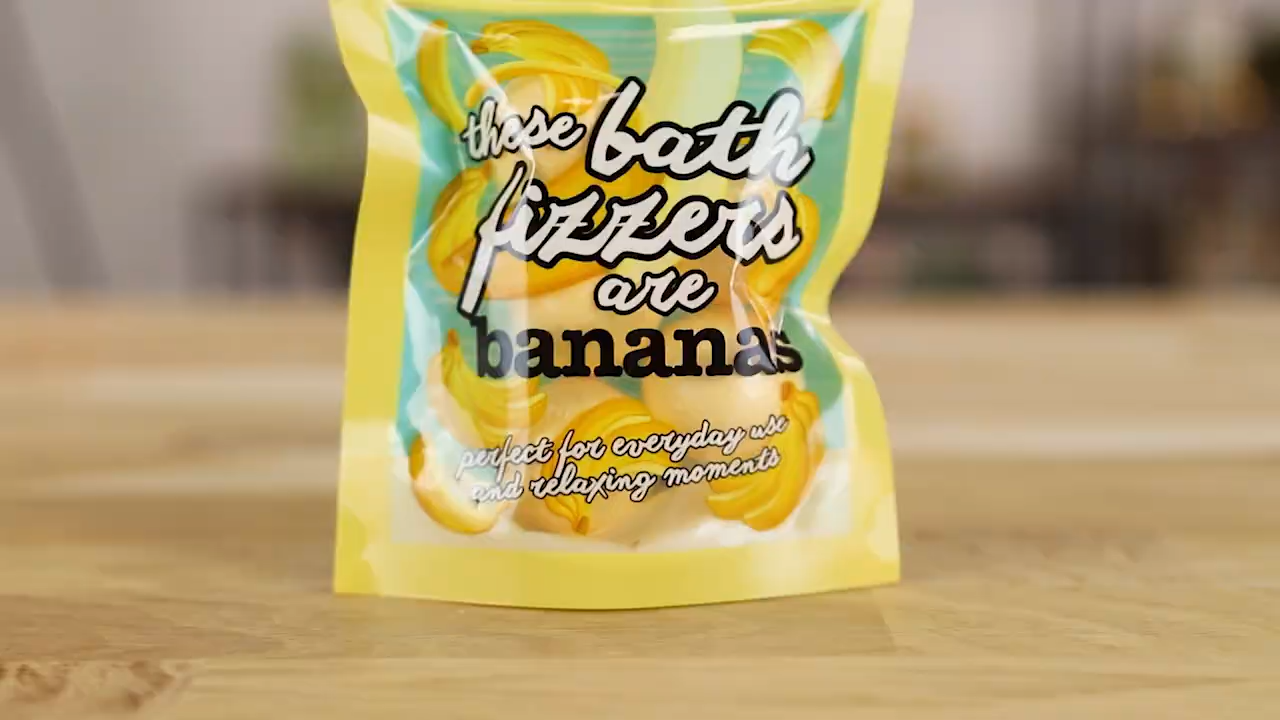 these bath
fizzers
are
bananas
perfect for everyday use
and relaxing moments